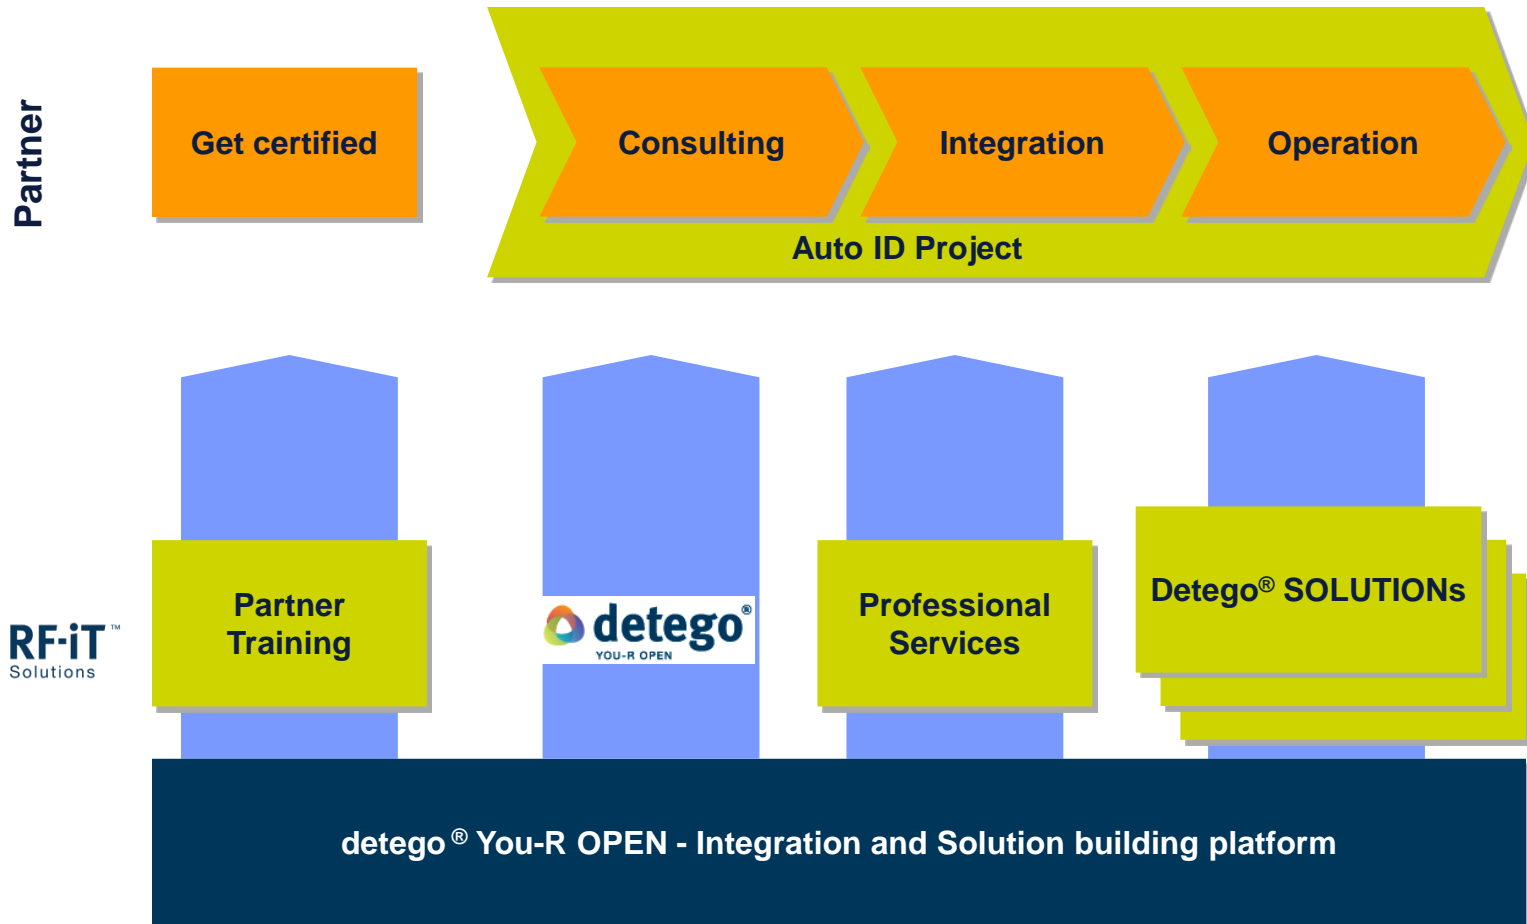 Partner
Get certified
Consulting
Integration
Operation
Auto ID Project
RF-iT™
Solutions
Partner
Training
detego®
YOU-R OPEN
Professional
Services
Detego® SOLUTIONs
detego ® You-R OPEN - Integration and Solution building platform